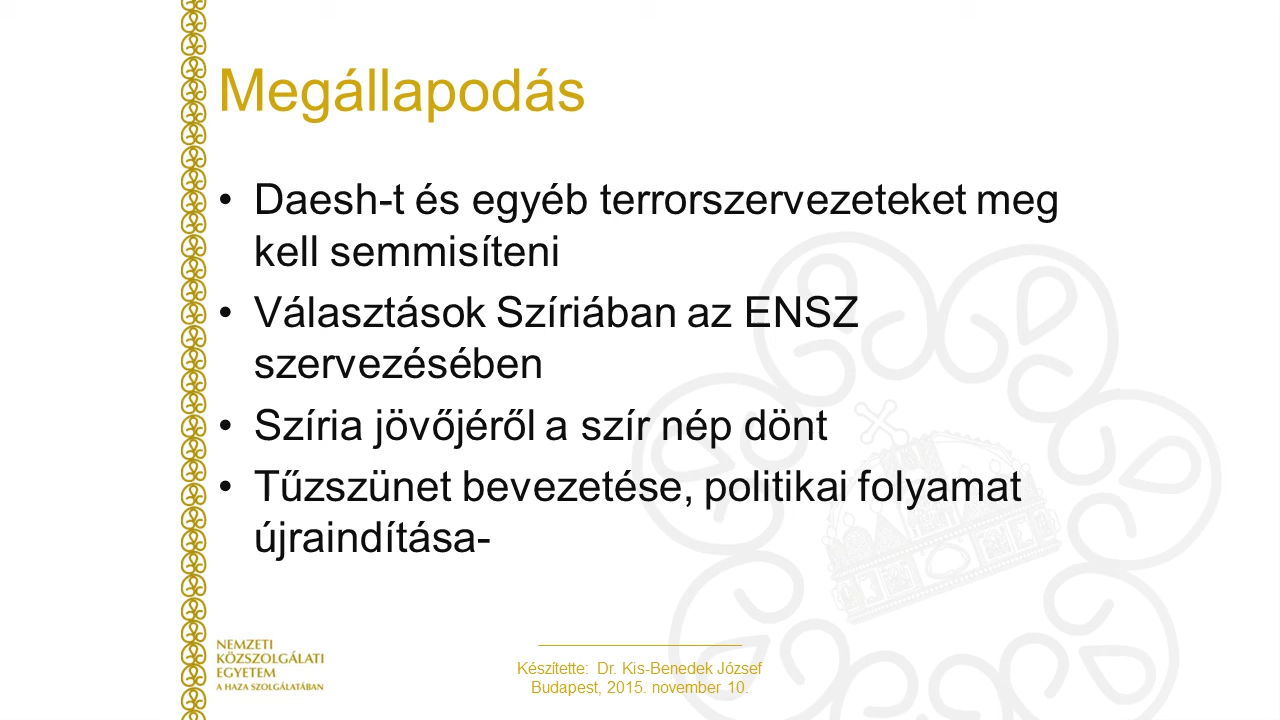 Megállapodás
• Daesh-t és egyéb terrorszervezeteket meg
kell semmisíteni
• Választások Szíriában az ENSZ
szervezésében
• Szíria jövőjéről a szír nép dönt
• Tűzszünet bevezetése, politikai folyamat
újraindítása-
NEMZETI
KÖZSZOLGÁLATI
EGYETEM
A HAZA SZOLGÁLATÁBAN
Készítette: Dr. Kis-Benedek József
Budapest, 2015. november 10.